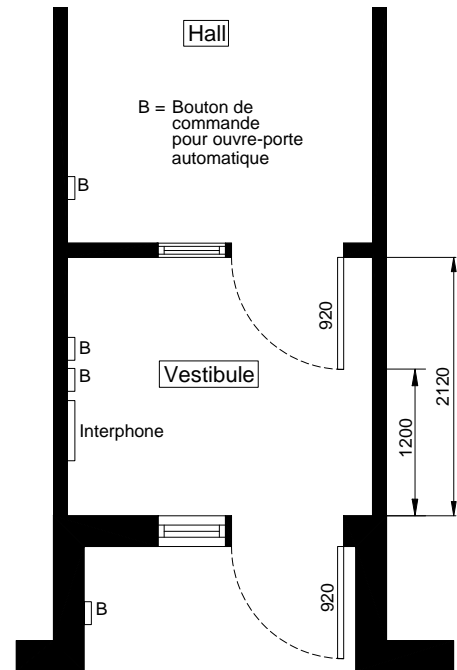 Hall
B = Bouton de
commande
pour ouvre-porte
automatique
B
920
B
B
Vestibule
2120
1200
Interphone
B
920